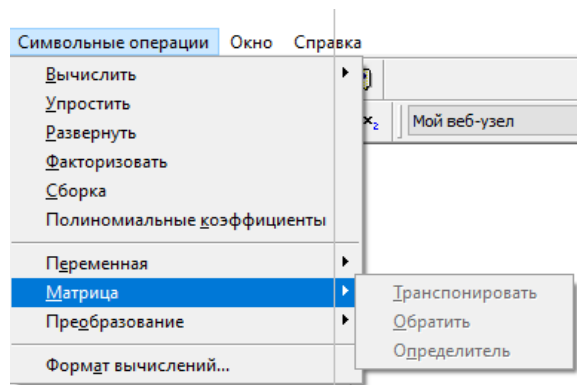 Символьные операции Окно Справка
Вычислить
Упростить
Развернуть
x₂ Мой веб-узел
Факторизовать
Сборка
Полиномиальные коэффициенты
Переменная
Матрица Транспонировать
Преобразование Обратить
Определитель
Формат вычислений...